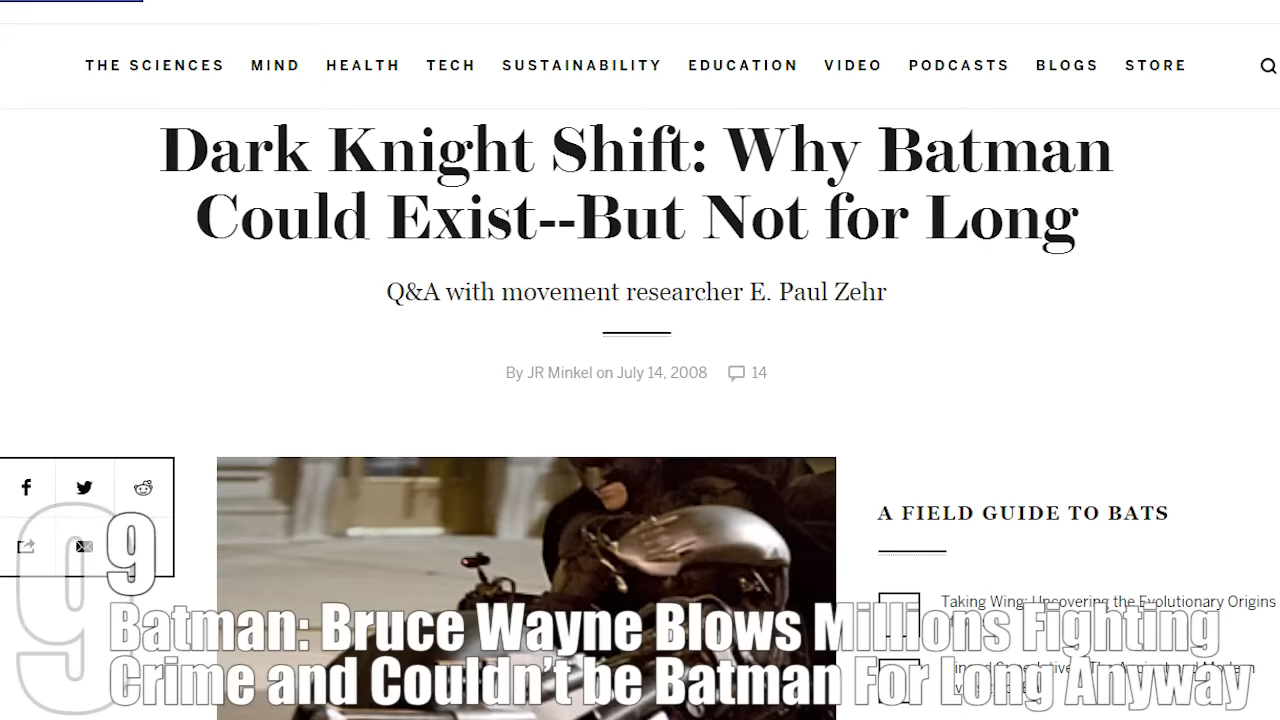 THE SCIENCES MIND HEALTH TECH SUSTAINABILITY EDUCATION VIDEO PODCASTS BLOGS STORE
Dark Knight Shift: Why Batman
Could Exist--But Not for Long
Q&A with movement researcher E. Paul Zehr
By JR Minkel on July 14, 2008 14
A FIELD GUIDE TO BATS
Taking Wing: Uncovering the Evolutionary Origins
9
9
Batman: Bruce Wayne Blows Millions Fighting
Crime and Couldn't be Batman For Long Anyway